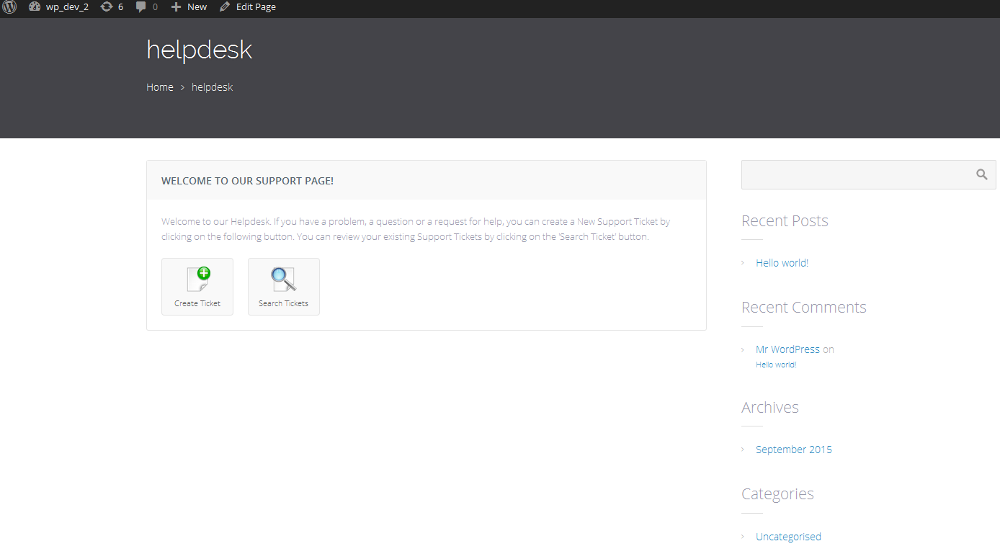 wp_dev_2 6 0 New Edit Page
helpdesk
Home > helpdesk
WELCOME TO OUR SUPPORT PAGE!
Welcome to our Helpdesk. If you have a problem, a question or a request for help, you can create a New Support Ticket by
clicking on the following button. You can review your existing Support Tickets by clicking on the 'Search Ticket' button.
Create Ticket
Search Tickets
Recent Posts
Hello world!
Recent Comments
Mr WordPress on
Hello world!
Archives
September 2015
Categories
Uncategorised